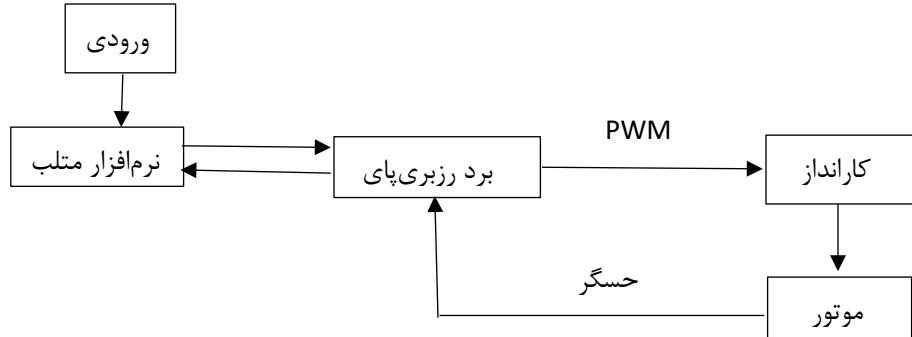 ورودی
نرم‌افزار متلب
برد رزبری‌پای
PWM
کارانداز
حسگر
موتور